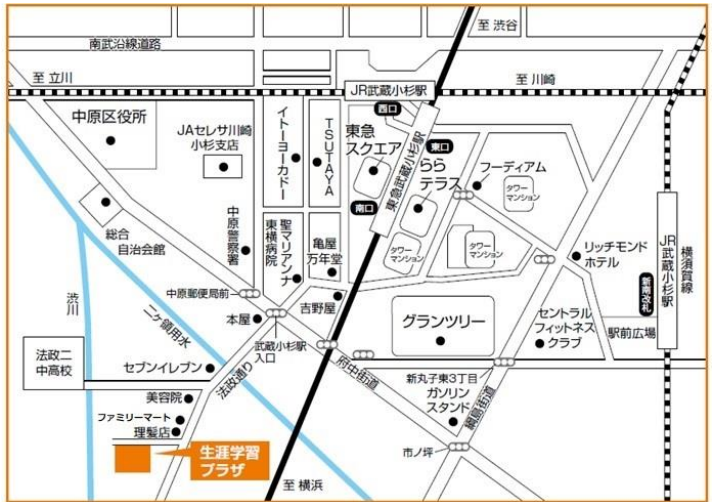 至 渋谷
南武沿線道路
至 立川
JR武蔵小杉駅
至 川崎
中原区役所
JAセレサ川崎
小杉支店
イトーヨーカドー
TSUTAYA
西口
東急
スクエア
東急武蔵小杉駅
東口
らら
テラス
フーディアム
タワー
マンション
南口
総合
自治会館
中原警察署
聖マリアンナ
東横病院
亀屋
万年堂
タワー
マンション
タワー
マンション
リッチモンド
ホテル
JR武蔵小杉駅
横須賀線
新南改札
駅前広場
渋川
二ヶ領用水
中原郵便局前
吉野屋
本屋
武蔵小杉駅
入口
グランツリー
セントラル
フィットネス
クラブ
法政二
中高校
セブンイレブン
法政通り
府中街道
新丸子東3丁目
ガソリン
スタンド
綱島街道
美容院
ファミリーマート
理髪店
生涯学習
プラザ
市ノ坪
至 横浜